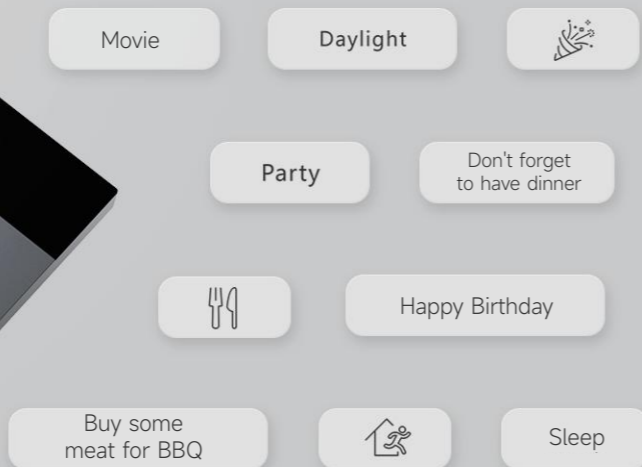 Movie
Daylight
Party
Don't forget
to have dinner
Happy Birthday
Buy some
meat for BBQ
Sleep